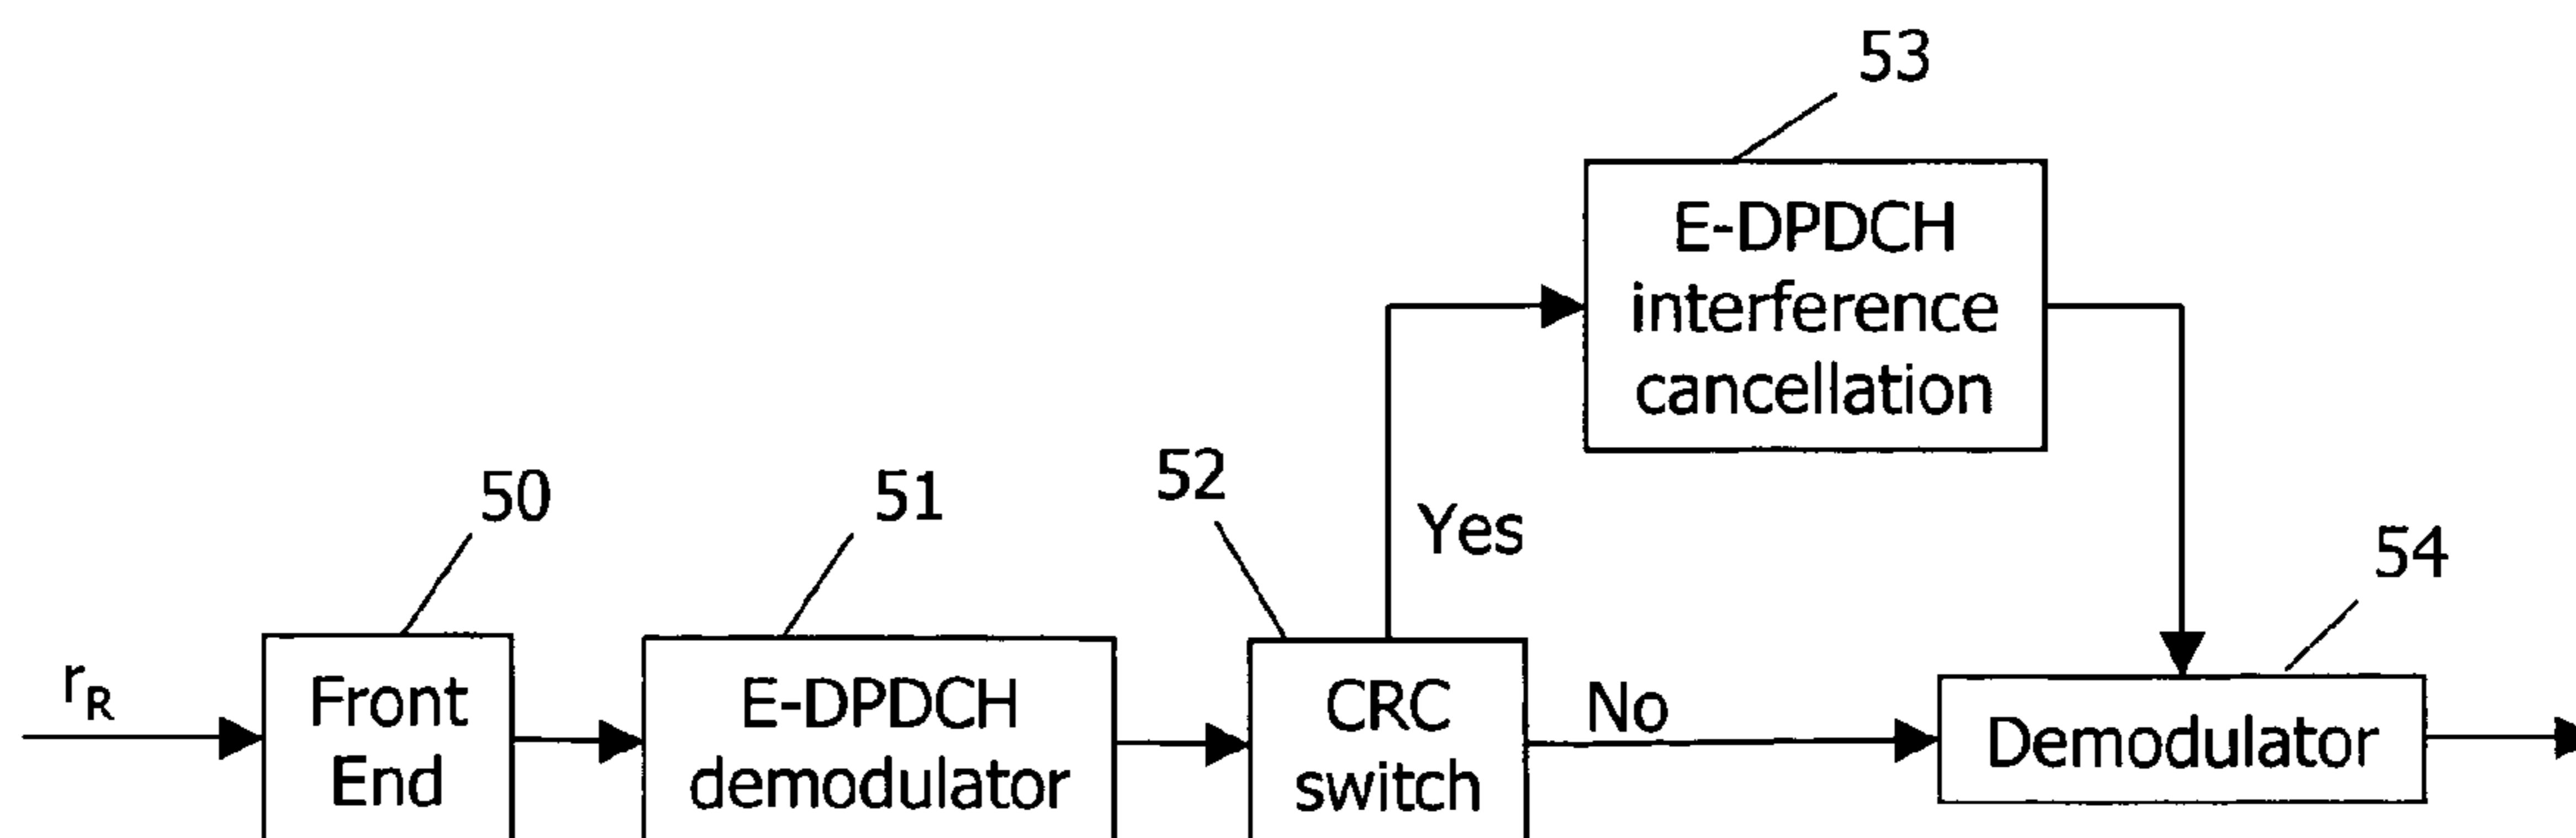 53
E-DPDCH
interference
cancellation
50
51
52
Yes
54
r_R
Front
End
E-DPDCH
demodulator
CRC
switch
No
Demodulator